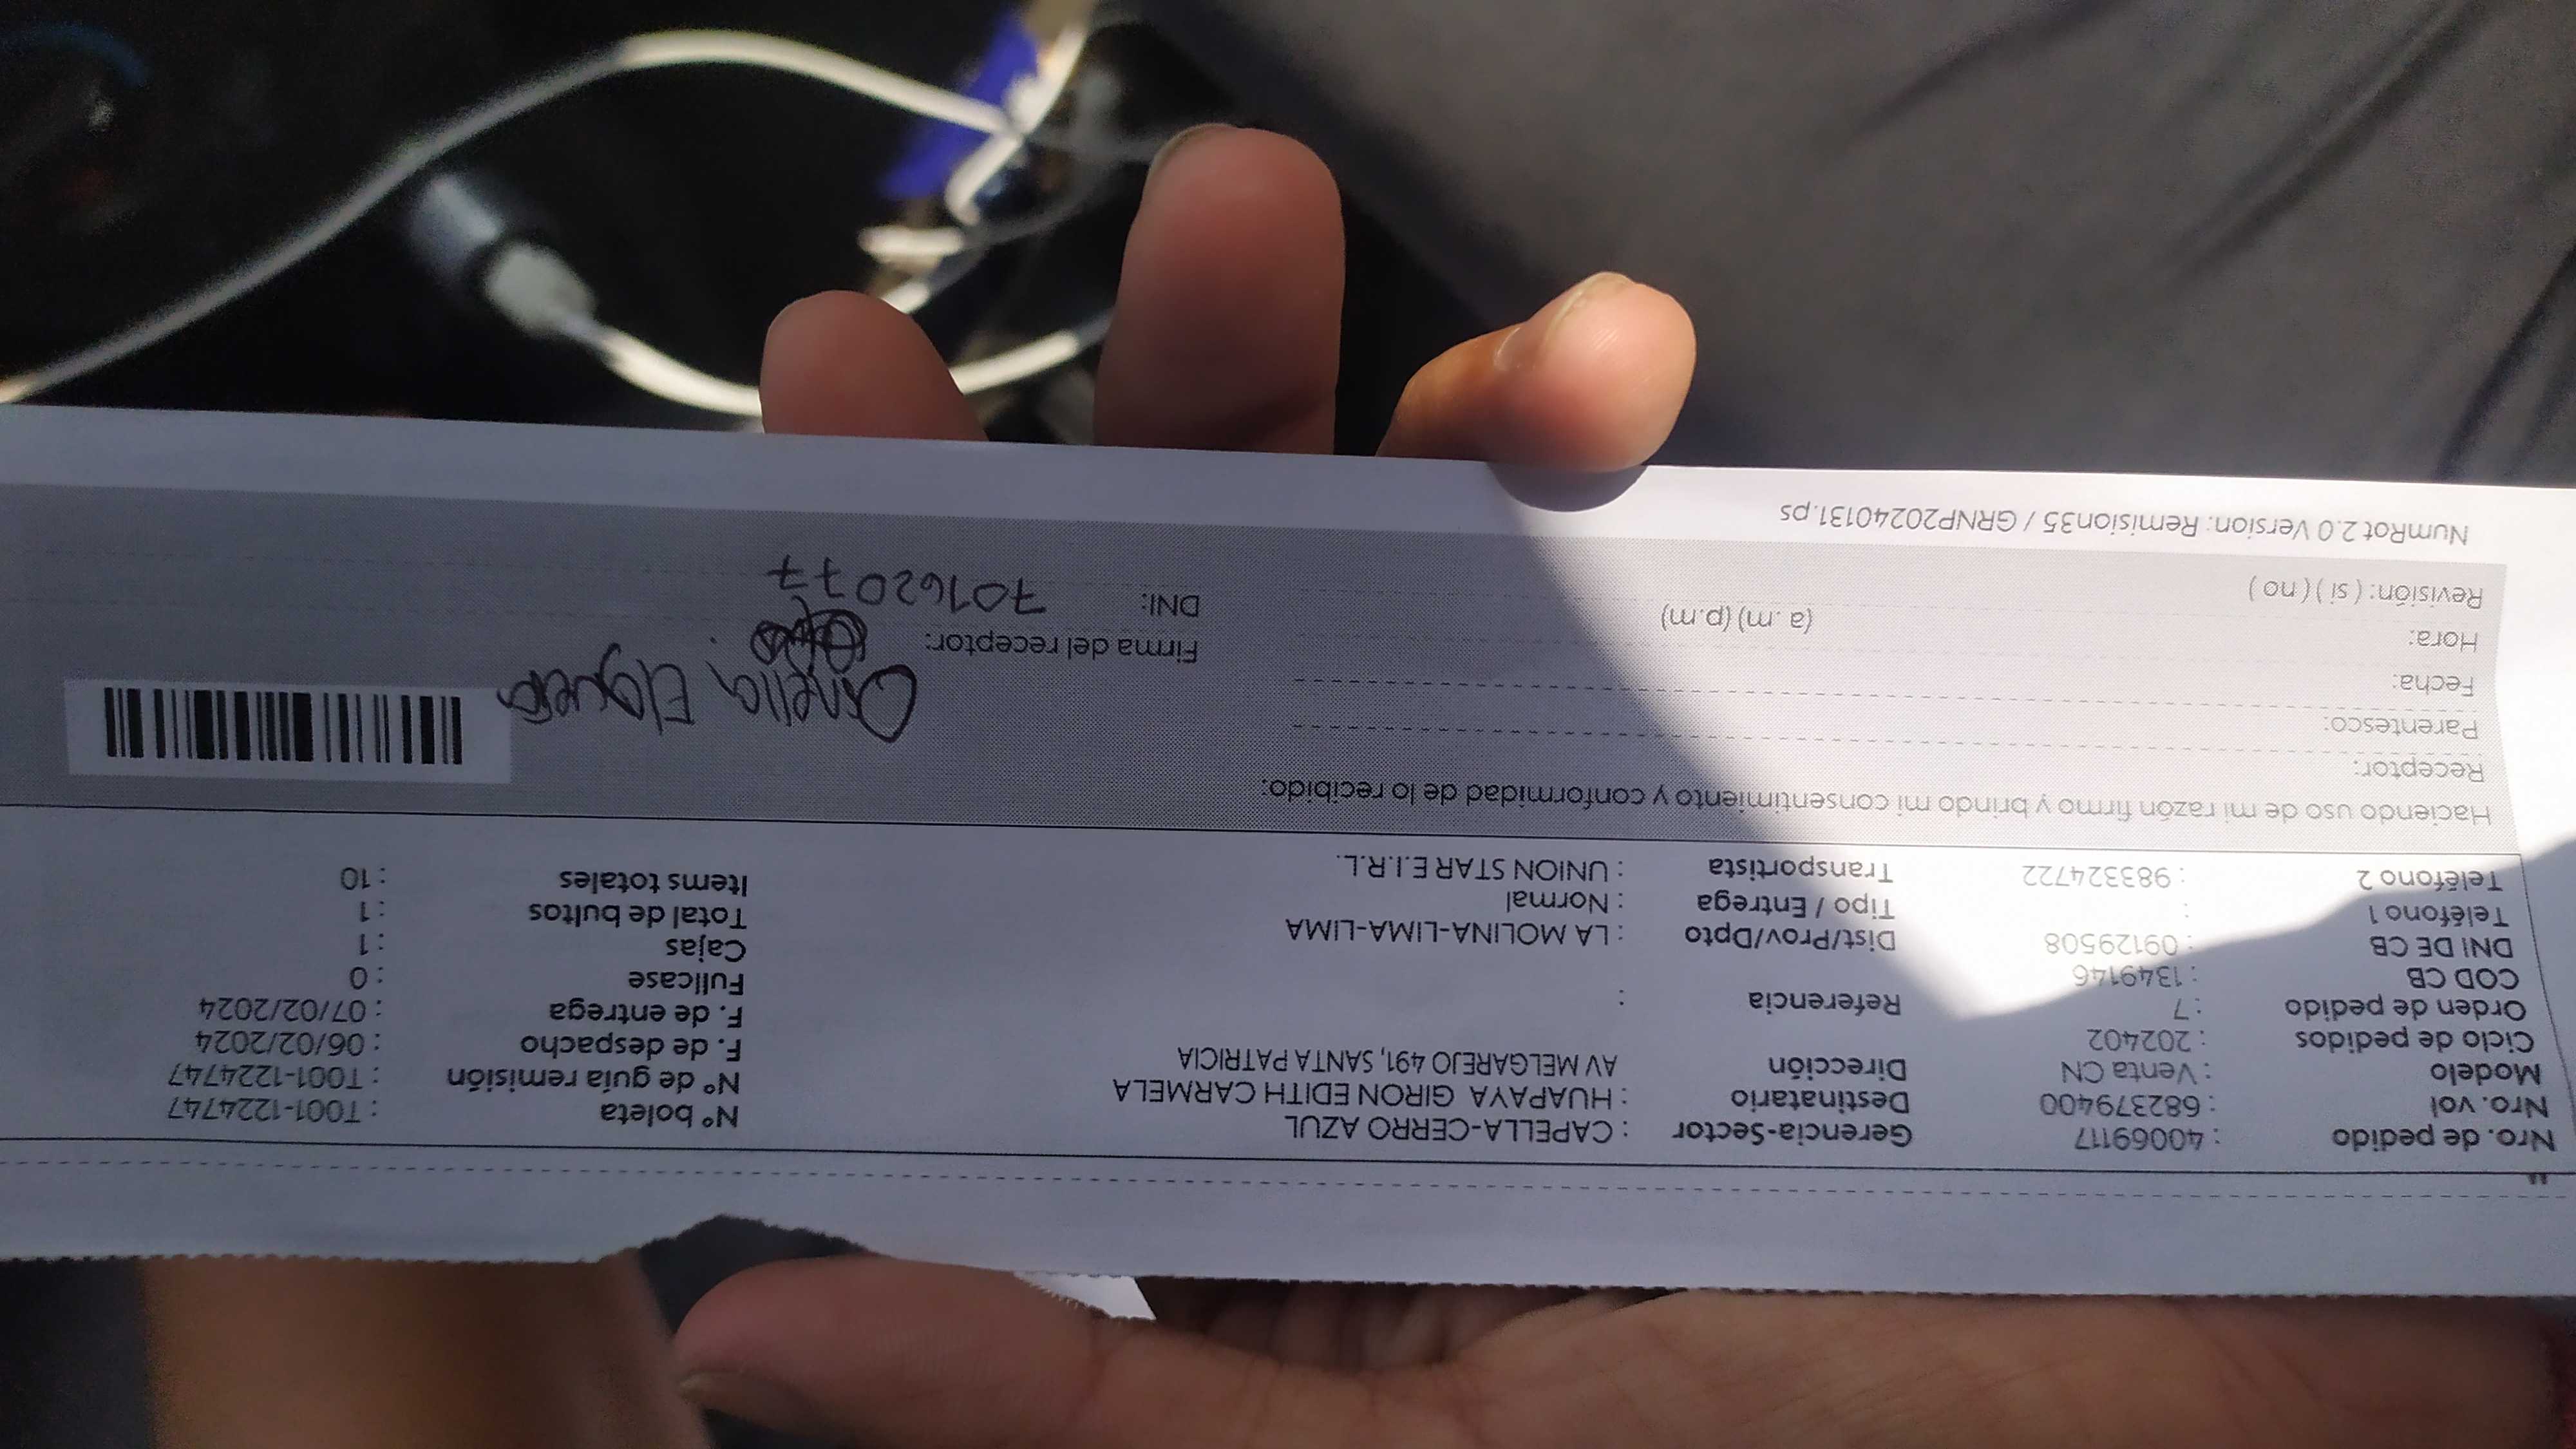 Nro. de pedido : 40069117 Gerencia-Sector : CAPELLA-CERRO AZUL Nº boleta : T001-1224747
Nro. vol : 682379400 Destinatario : HUAPAYA GIRON EDITH CARMELA Nº de guía remisión : T001-1224747
Modelo : Venta CN Dirección AV MELGAREJO 491, SANTA PATRICIA F. de despacho : 06/02/2024
Ciclo de pedidos : 202402 F. de entrega : 07/02/2024
Orden de pedido : 7 Referencia : Fullcase : 0
COD CB : 1349146 Cajas : 1
DNI DE CB : 09129508 Dist/Prov/Dpto : LA MOLINA-LIMA-LIMA Total de bultos : 1
Teléfono 1 : Tipo / Entrega : Normal Items totales : 10
Teléfono 2 : 983324722 Transportista : UNION STAR E.I.R.L.
Haciendo uso de mi razón firmo y brindo mi consentimiento y conformidad de lo recibido:
Receptor:
Parentesco:
Fecha:
Hora: (a.m) (p.m)
Revisión: ( si ) ( no )
Ornella Elguera
Firma del receptor:
DNI: 70162077
NumRot 2.0 Version: Remision35 / GRNP20240131.ps